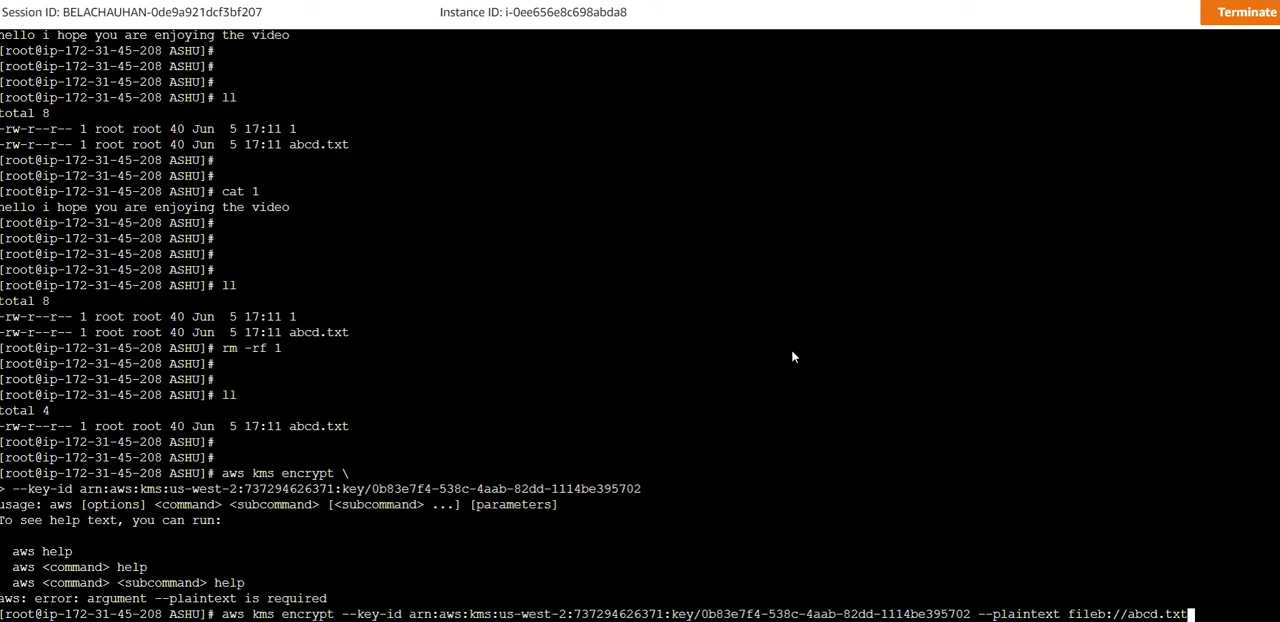 Session ID: BELACHAUHAN-0de9a921dcf3bf207 Instance ID: i-0ee656e8c698abda8 Terminate
hello i hope you are enjoying the video
[root@ip-172-31-45-208 ASHU]#
[root@ip-172-31-45-208 ASHU]#
[root@ip-172-31-45-208 ASHU]#
[root@ip-172-31-45-208 ASHU]# ll
total 8
-rw-r--r-- 1 root root 40 Jun  5 17:11 1
-rw-r--r-- 1 root root 40 Jun  5 17:11 abcd.txt
[root@ip-172-31-45-208 ASHU]#
[root@ip-172-31-45-208 ASHU]#
[root@ip-172-31-45-208 ASHU]# cat 1
hello i hope you are enjoying the video
[root@ip-172-31-45-208 ASHU]#
[root@ip-172-31-45-208 ASHU]#
[root@ip-172-31-45-208 ASHU]#
[root@ip-172-31-45-208 ASHU]#
[root@ip-172-31-45-208 ASHU]# ll
total 8
-rw-r--r-- 1 root root 40 Jun  5 17:11 1
-rw-r--r-- 1 root root 40 Jun  5 17:11 abcd.txt
[root@ip-172-31-45-208 ASHU]# rm -rf 1
[root@ip-172-31-45-208 ASHU]#
[root@ip-172-31-45-208 ASHU]#
[root@ip-172-31-45-208 ASHU]# ll
total 4
-rw-r--r-- 1 root root 40 Jun  5 17:11 abcd.txt
[root@ip-172-31-45-208 ASHU]#
[root@ip-172-31-45-208 ASHU]#
[root@ip-172-31-45-208 ASHU]# aws kms encrypt \
> --key-id arn:aws:kms:us-west-2:737294626371:key/0b83e7f4-538c-4aab-82dd-1114be395702
usage: aws [options] <command> <subcommand> [<subcommand> ...] [parameters]
To see help text, you can run:
aws help
aws <command> help
aws <command> <subcommand> help
aws: error: argument --plaintext is required
[root@ip-172-31-45-208 ASHU]# aws kms encrypt --key-id arn:aws:kms:us-west-2:737294626371:key/0b83e7f4-538c-4aab-82dd-1114be395702 --plaintext fileb://abcd.txt